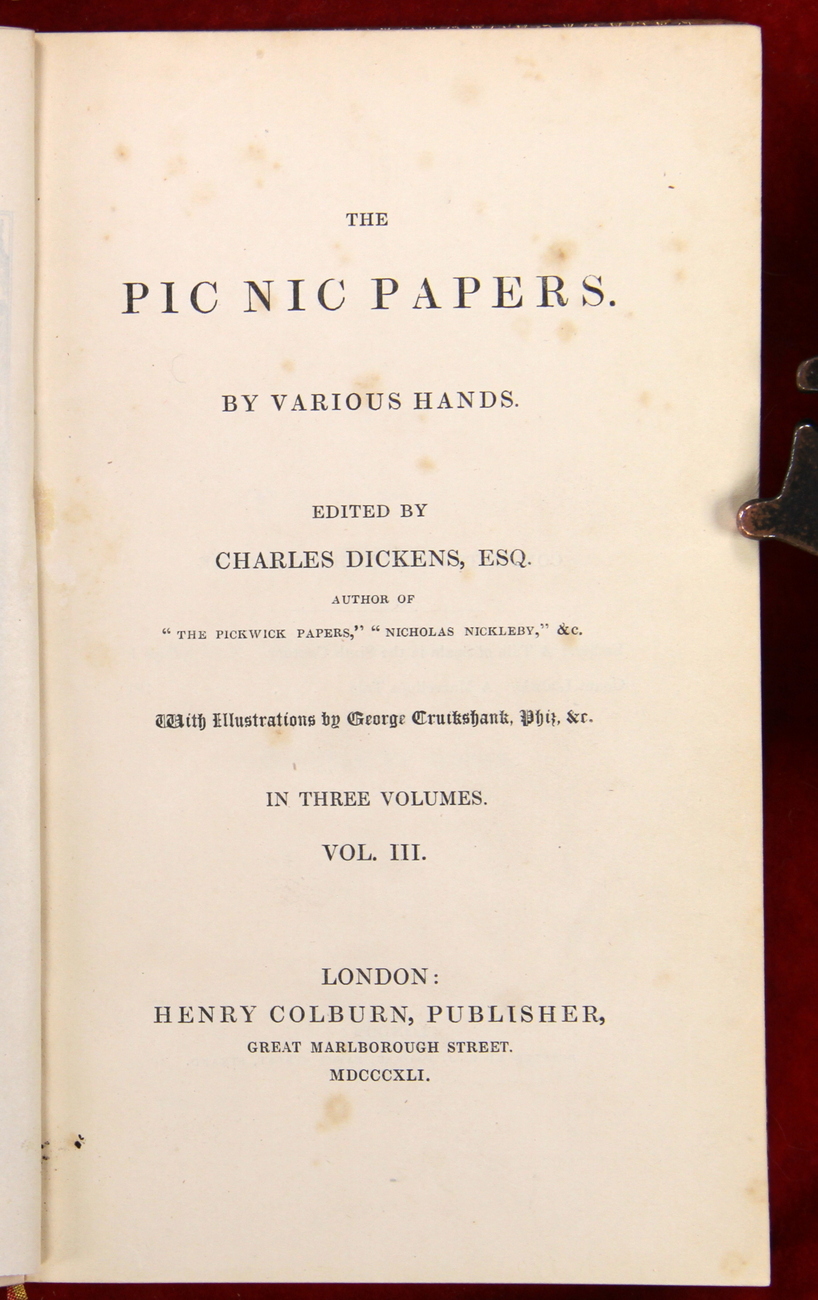 THE
PIC NIC PAPERS.
BY VARIOUS HANDS.
EDITED BY
CHARLES DICKENS, ESQ.
AUTHOR OF
“ THE PICKWICK PAPERS,” “ NICHOLAS NICKLEBY,” &c.
With Illustrations by George Cruikshank, Phiz, &c.
IN THREE VOLUMES.
VOL. III.
LONDON:
HENRY COLBURN, PUBLISHER,
GREAT MARLBOROUGH STREET.
MDCCCXLI.